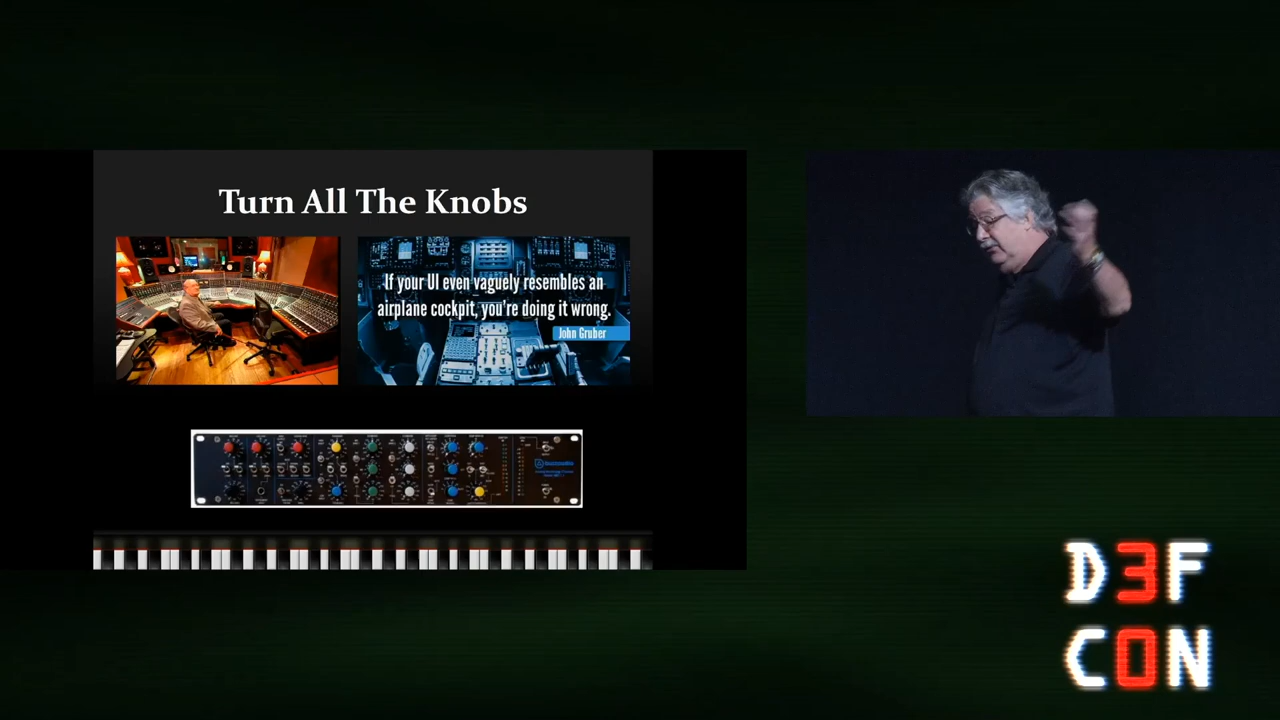 Turn All The Knobs
If your UI even vaguely resembles an
airplane cockpit, you're doing it wrong.
John Gruber
D3F
C0N